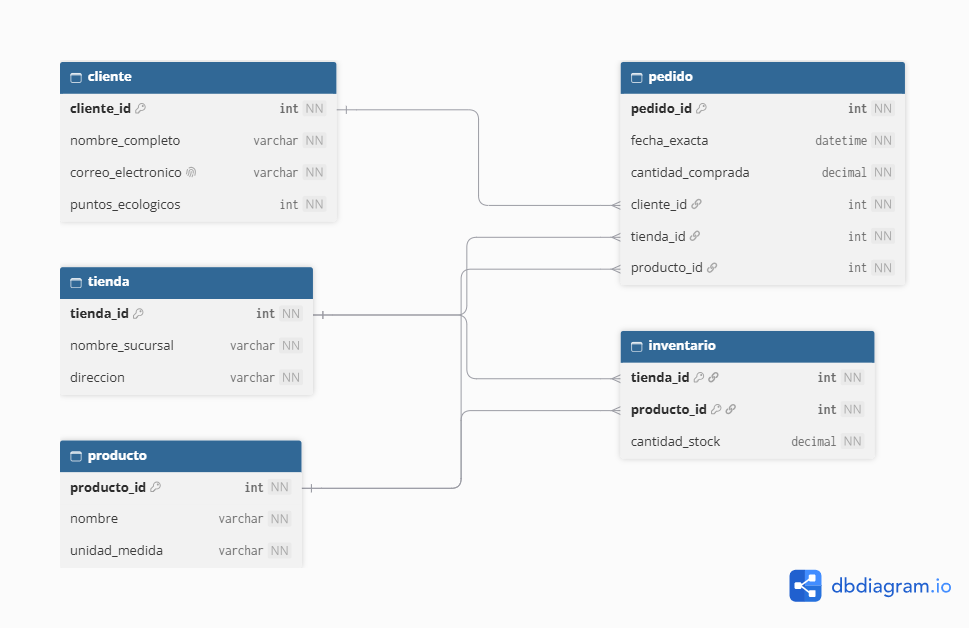 cliente
cliente_id int NN
nombre_completo varchar NN
correo_electronico varchar NN
puntos_ecologicos int NN
tienda
tienda_id int NN
nombre_sucursal varchar NN
direccion varchar NN
producto
producto_id int NN
nombre varchar NN
unidad_medida varchar NN
pedido
pedido_id int NN
fecha_exacta datetime NN
cantidad_comprada decimal NN
cliente_id int NN
tienda_id int NN
producto_id int NN
inventario
tienda_id int NN
producto_id int NN
cantidad_stock decimal NN
dbdiagram.io